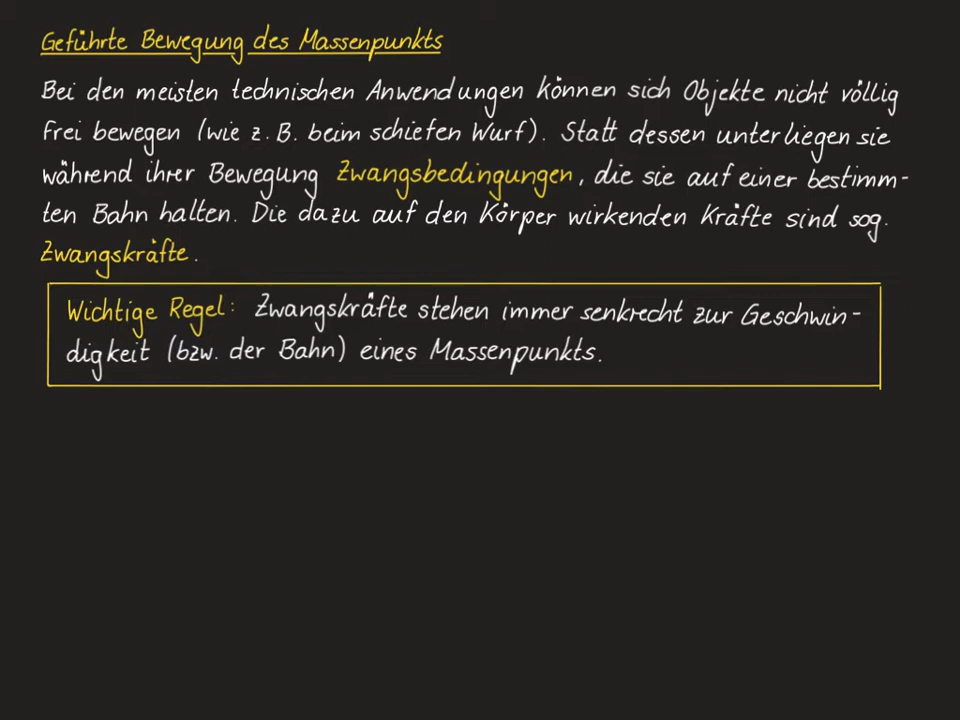 Geführte Bewegung des Massenpunkts
Bei den meisten technischen Anwendungen können sich Objekte nicht völlig
frei bewegen (wie z. B. beim schiefen Wurf). Statt dessen unterliegen sie
während ihrer Bewegung Zwangsbedingungen, die sie auf einer bestimm-
ten Bahn halten. Die dazu auf den Körper wirkenden Kräfte sind sog.
Zwangskräfte.
Wichtige Regel: Zwangskräfte stehen immer senkrecht zur Geschwin-
digkeit (bzw. der Bahn) eines Massenpunkts.